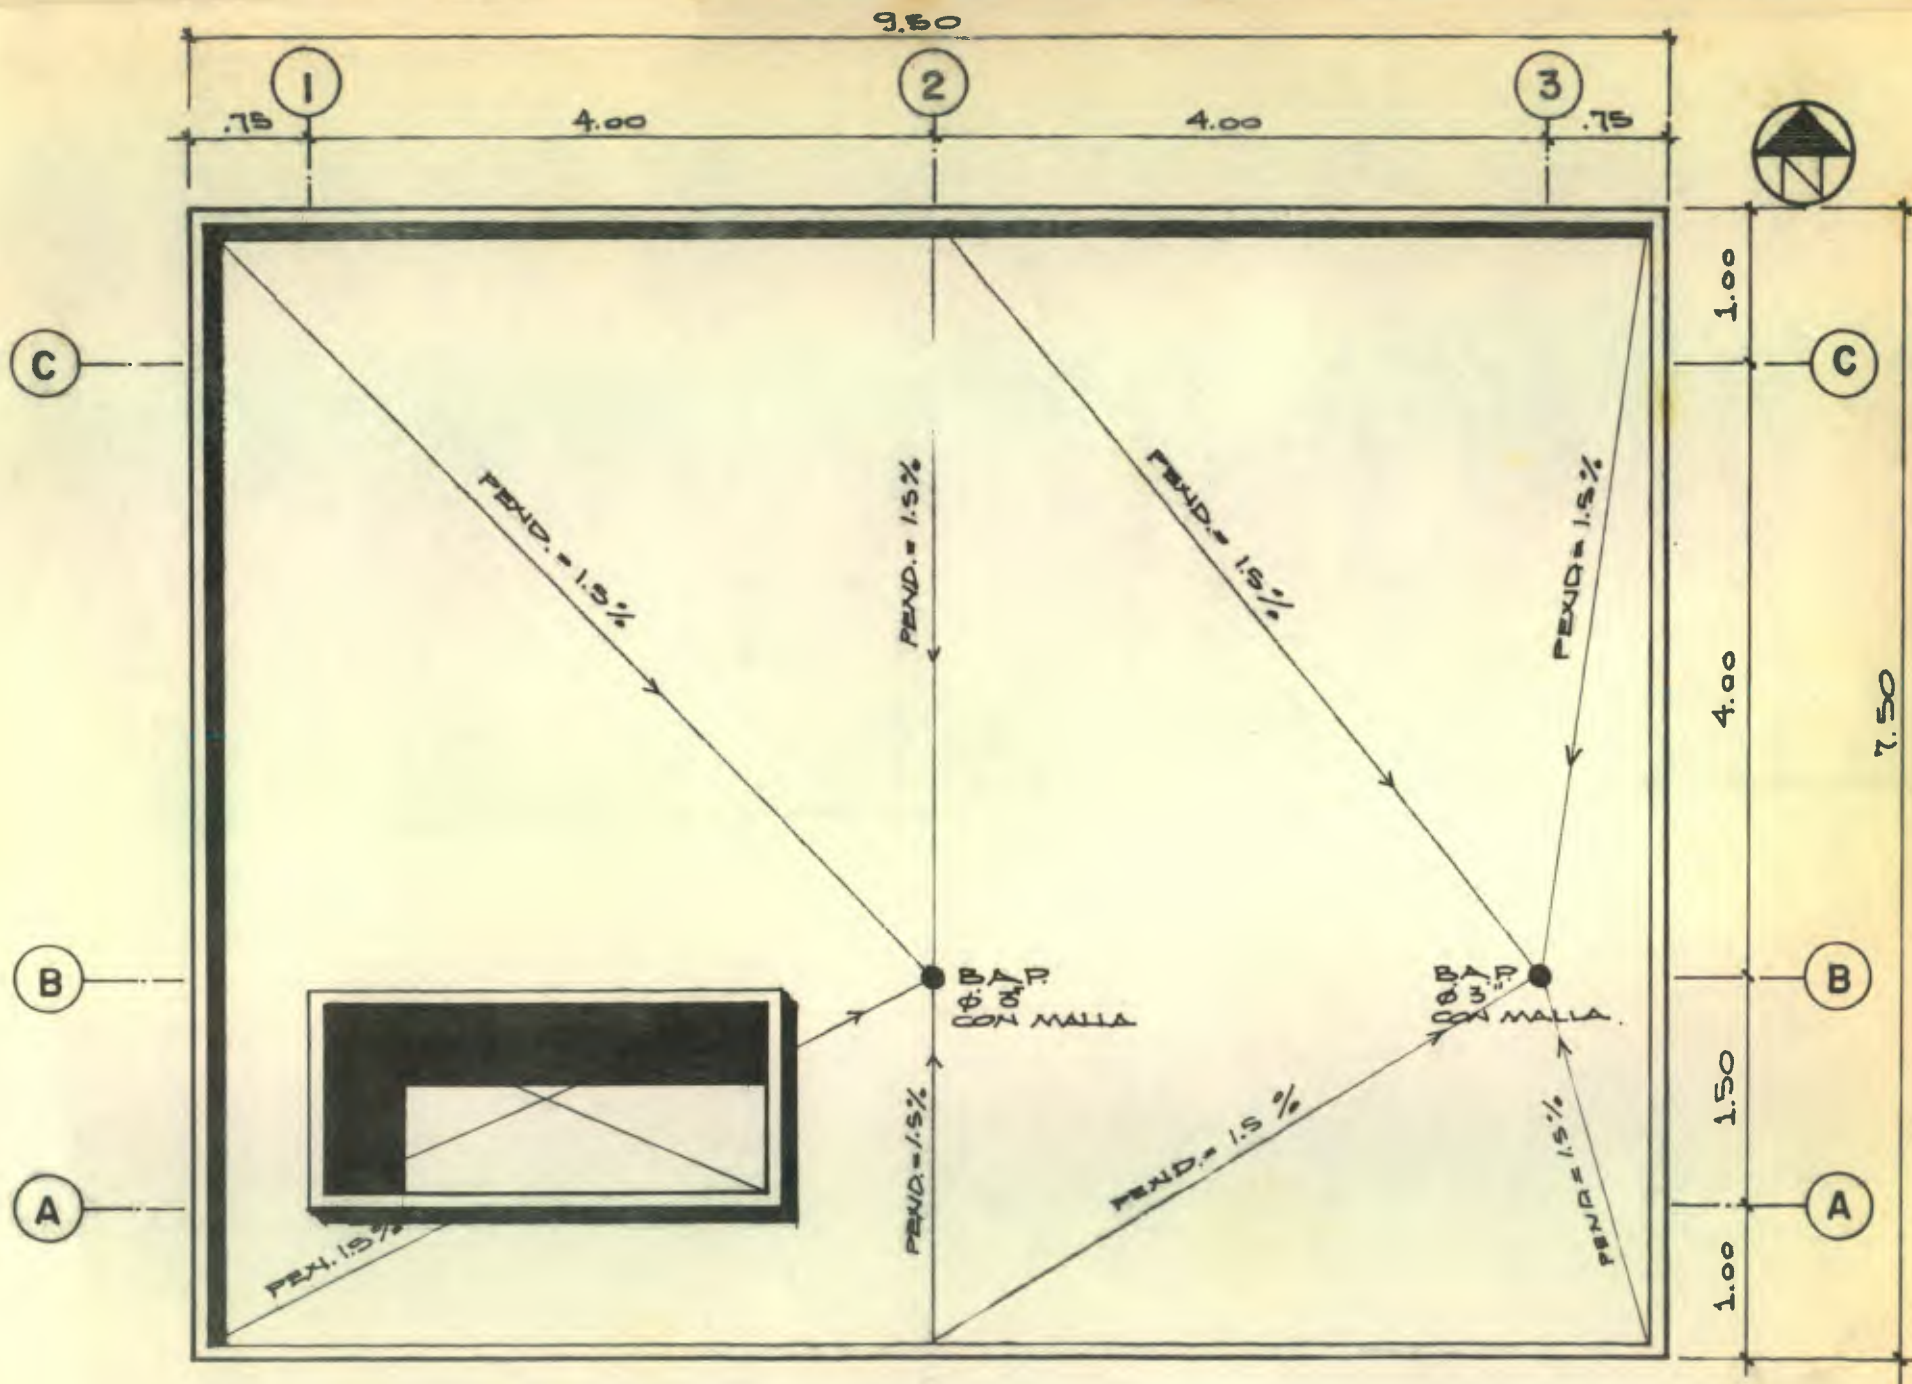 9.50
1
2
3
.75
4.00
4.00
.75
N
1.00
C
C
PEND. = 1.5%
PEND. = 1.5%
PEND. = 1.5%
PEND = 1.5%
4.00
7.50
B
B.A.P.
CON MALLA
B.A.P.
Ø 3"
CON MALLA.
B
1.50
PEND. = 1.5%
PEND. = 1.5 %
PEND = 1.5%
A
A
PEN. 1.5%
1.00